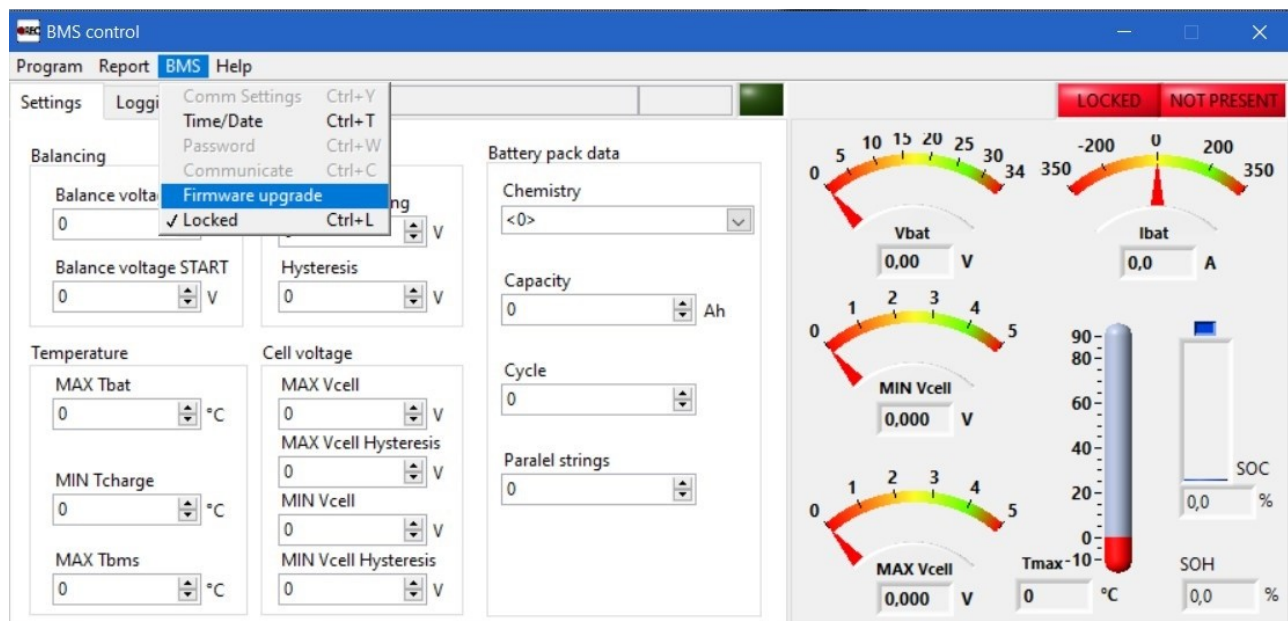 REC BMS control
Program Report BMS Help
Settings Loggi
Comm Settings Ctrl+Y
Time/Date Ctrl+T
Password Ctrl+W
Communicate Ctrl+C
Firmware upgrade
✓ Locked Ctrl+L
LOCKED NOT PRESENT
Balancing
Balance volta
0
Balance voltage START
0 V
ng
V
Hysteresis
0 V
Temperature
MAX Tbat
0 °C
MIN Tcharge
0 °C
MAX Tbms
0 °C
Cell voltage
MAX Vcell
0 V
MAX Vcell Hysteresis
0 V
MIN Vcell
0 V
MIN Vcell Hysteresis
0 V
Battery pack data
Chemistry
<0>
Capacity
0 Ah
Cycle
0
Paralel strings
0
0 5 10 15 20 25 30 34
Vbat
0,00 V
350 -200 0 200 350
Ibat
0,0 A
0 1 2 3 4 5
MIN Vcell
0,000 V
0 1 2 3 4 5
MAX Vcell
0,000 V
90
80
60
40
20
0
-10
Tmax
0 °C
SOC
0,0 %
SOH
0,0 %